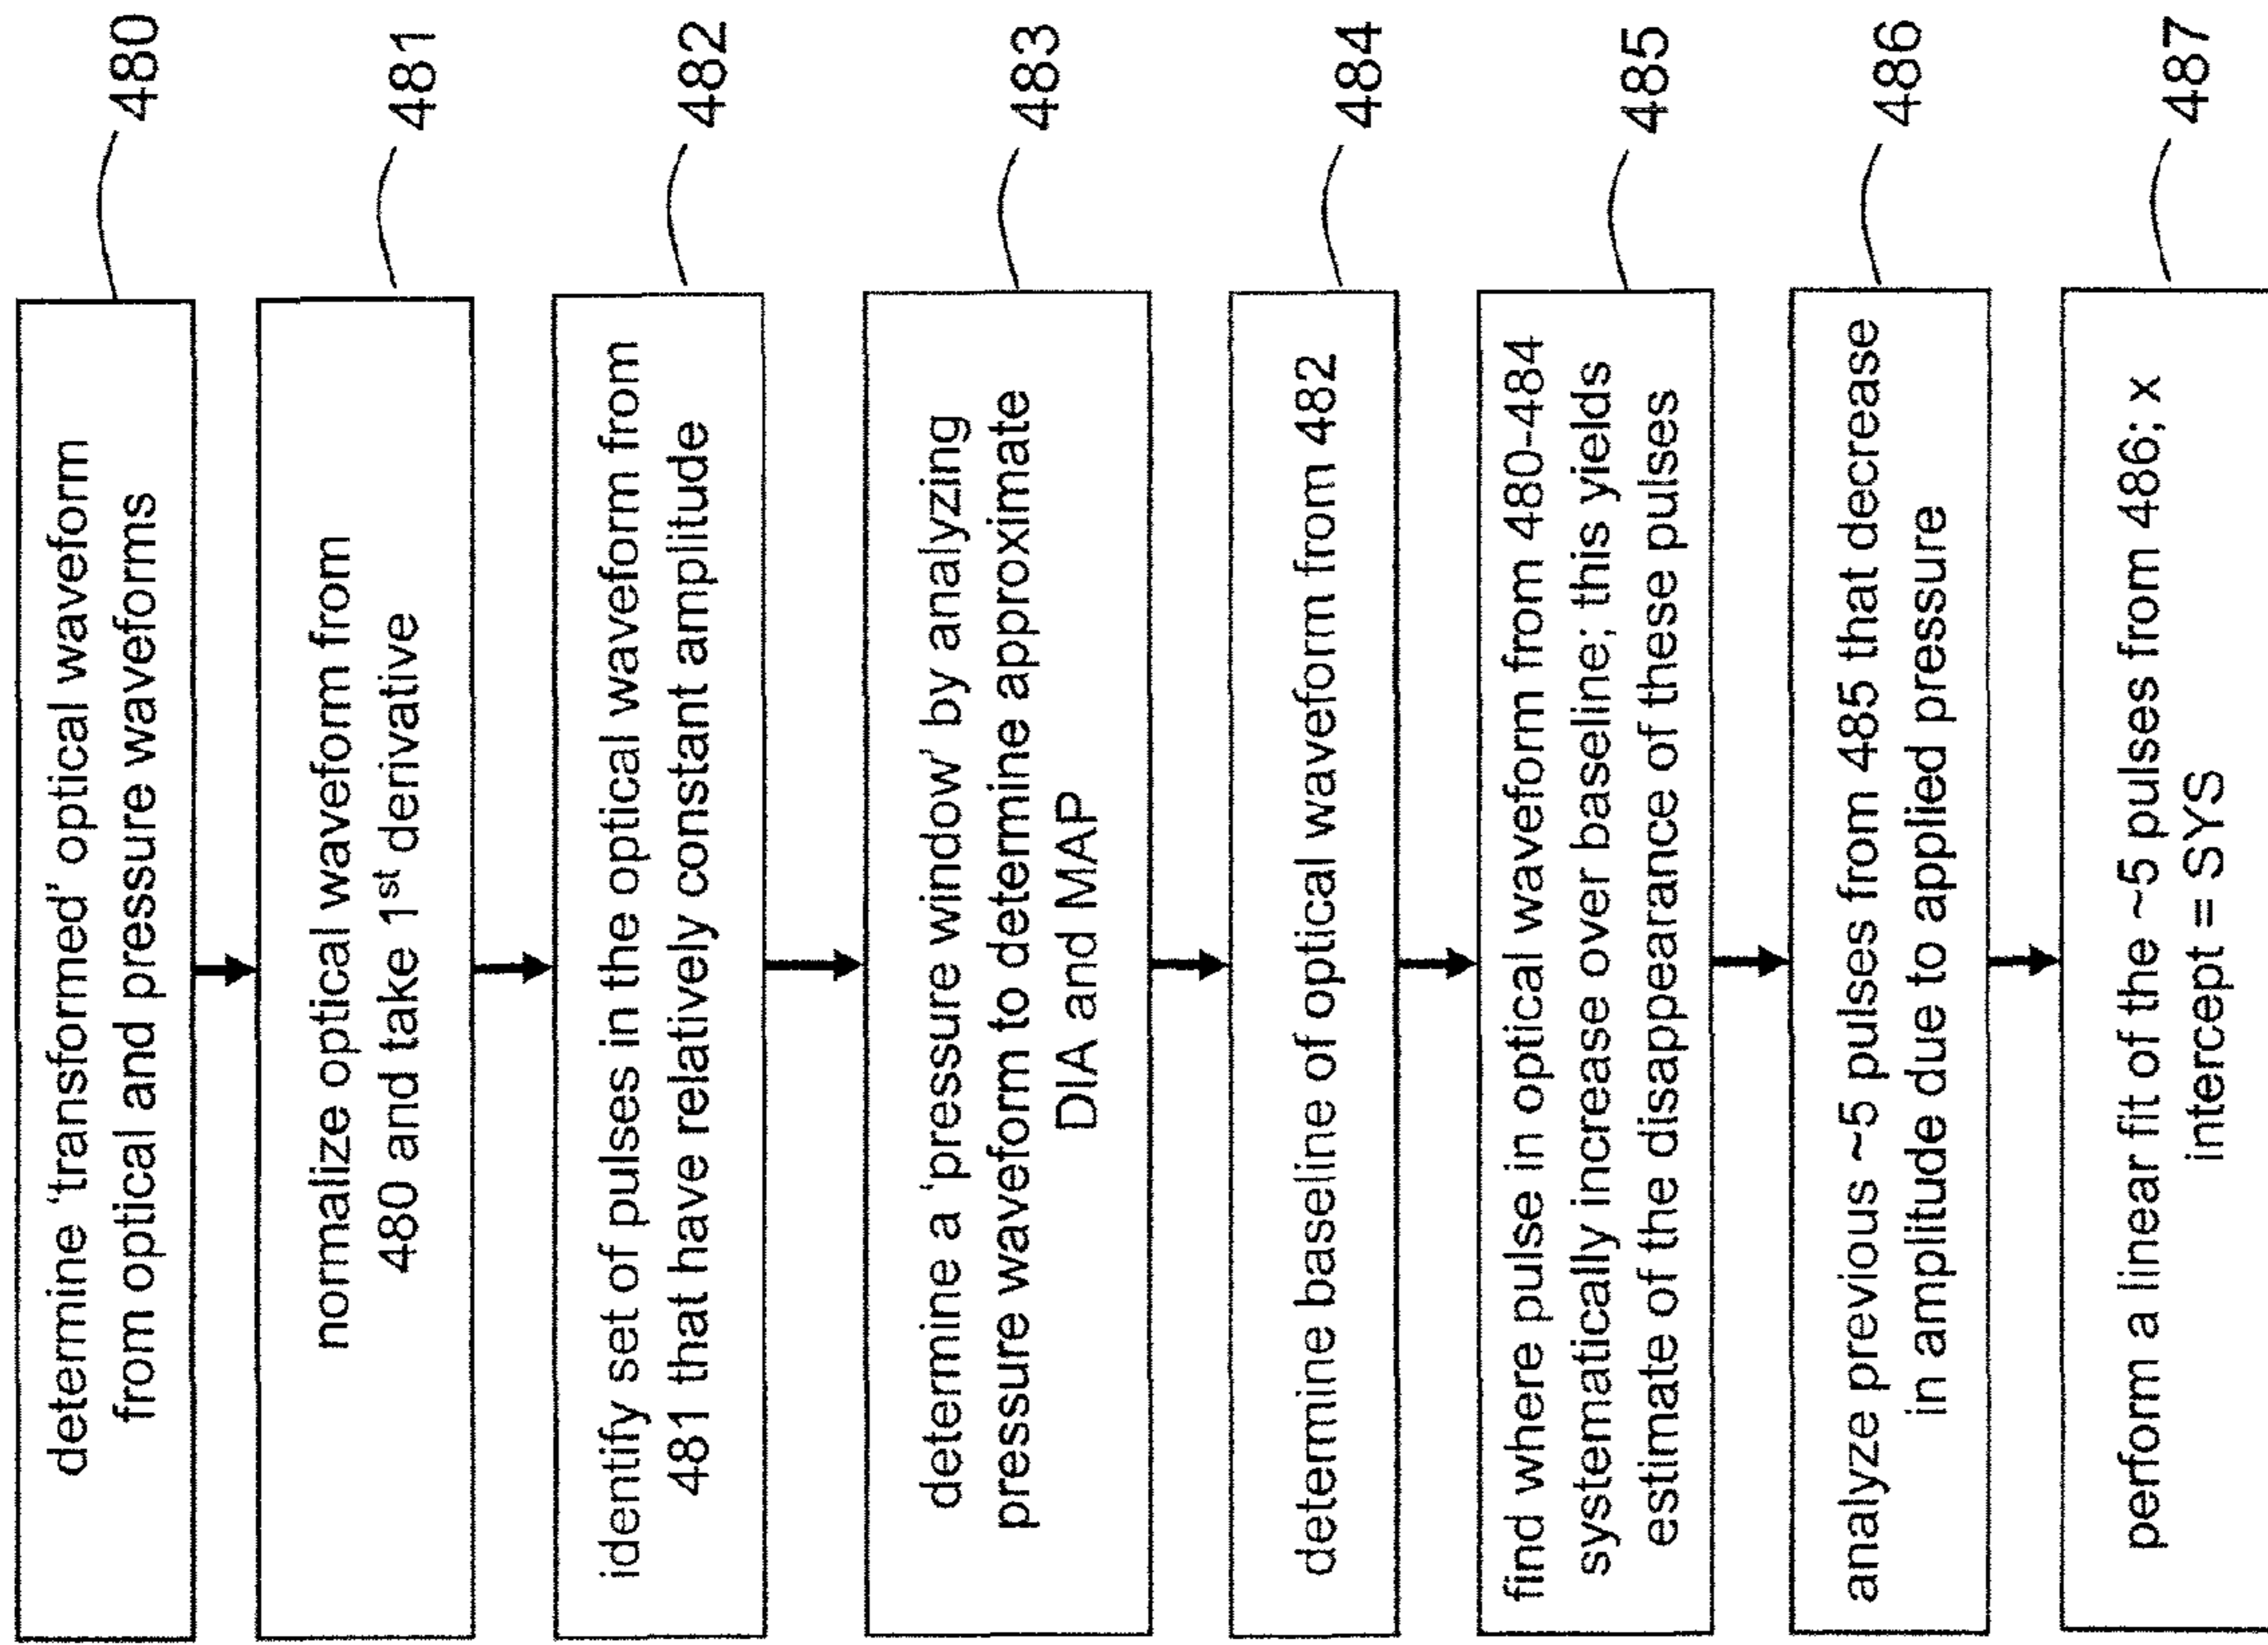 determine 'transformed' optical waveform
from optical and pressure waveforms
480
normalize optical waveform from
480 and take 1st derivative
481
identify set of pulses in the optical waveform from
481 that have relatively constant amplitude
482
determine a 'pressure window' by analyzing
pressure waveform to determine approximate
DIA and MAP
483
determine baseline of optical waveform from 482
484
find where pulse in optical waveform from 480-484
systematically increase over baseline; this yields
estimate of the disappearance of these pulses
485
analyze previous ~5 pulses from 485 that decrease
in amplitude due to applied pressure
486
perform a linear fit of the ~5 pulses from 486; x
intercept = SYS
487